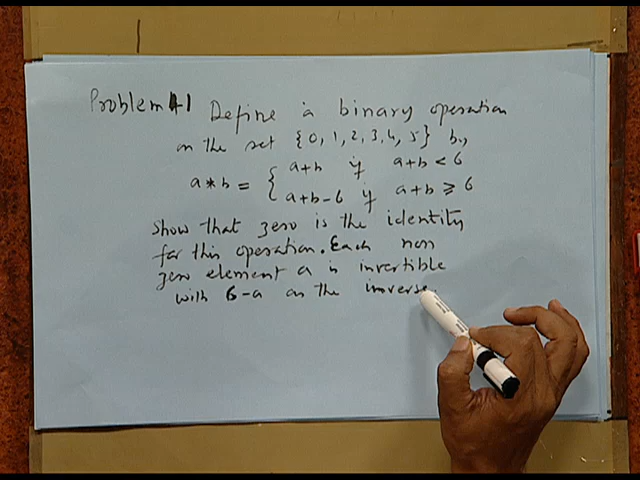 Problem 1 Define a binary operation
on the set {0, 1, 2, 3, 4, 5} by
a * b = { a+b if a+b < 6
a+b-6 if a+b ≥ 6
Show that zero is the identity
for this operation. Each non
zero element a is invertible
with 6-a as the inverse.